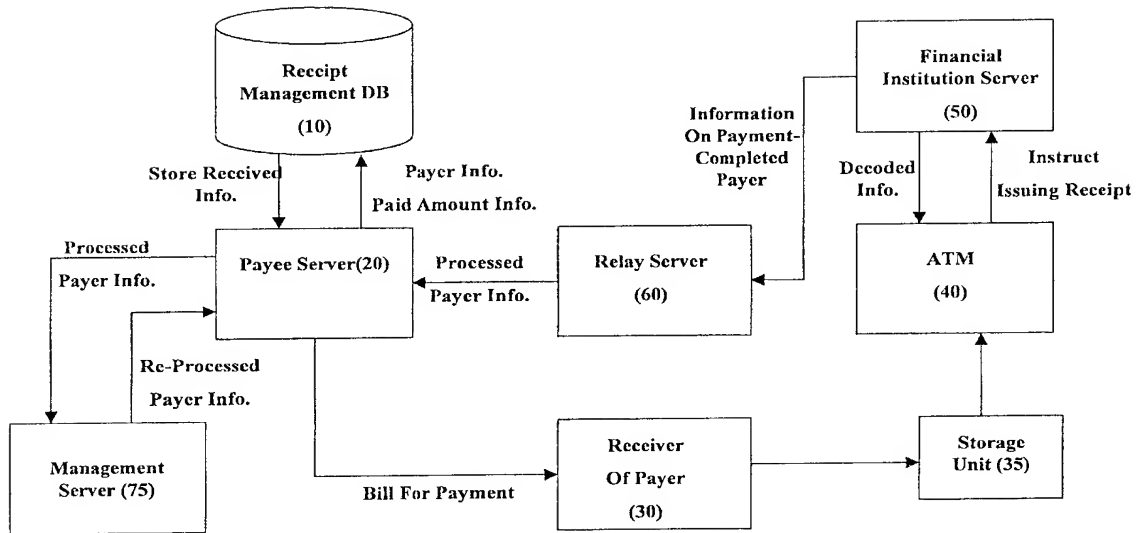 Receipt
Management DB
(10)
Financial
Institution Server
(50)
Information
On Payment-
Completed
Payer
Store Received
Info.
Payer Info.
Paid Amount Info.
Decoded
Info.
Instruct
Issuing Receipt
Processed
Payer Info.
Payee Server(20)
Processed
Payer Info.
Relay Server
(60)
ATM
(40)
Re-Processed
Payer Info.
Management
Server (75)
Bill For Payment
Receiver
Of Payer
(30)
Storage
Unit (35)